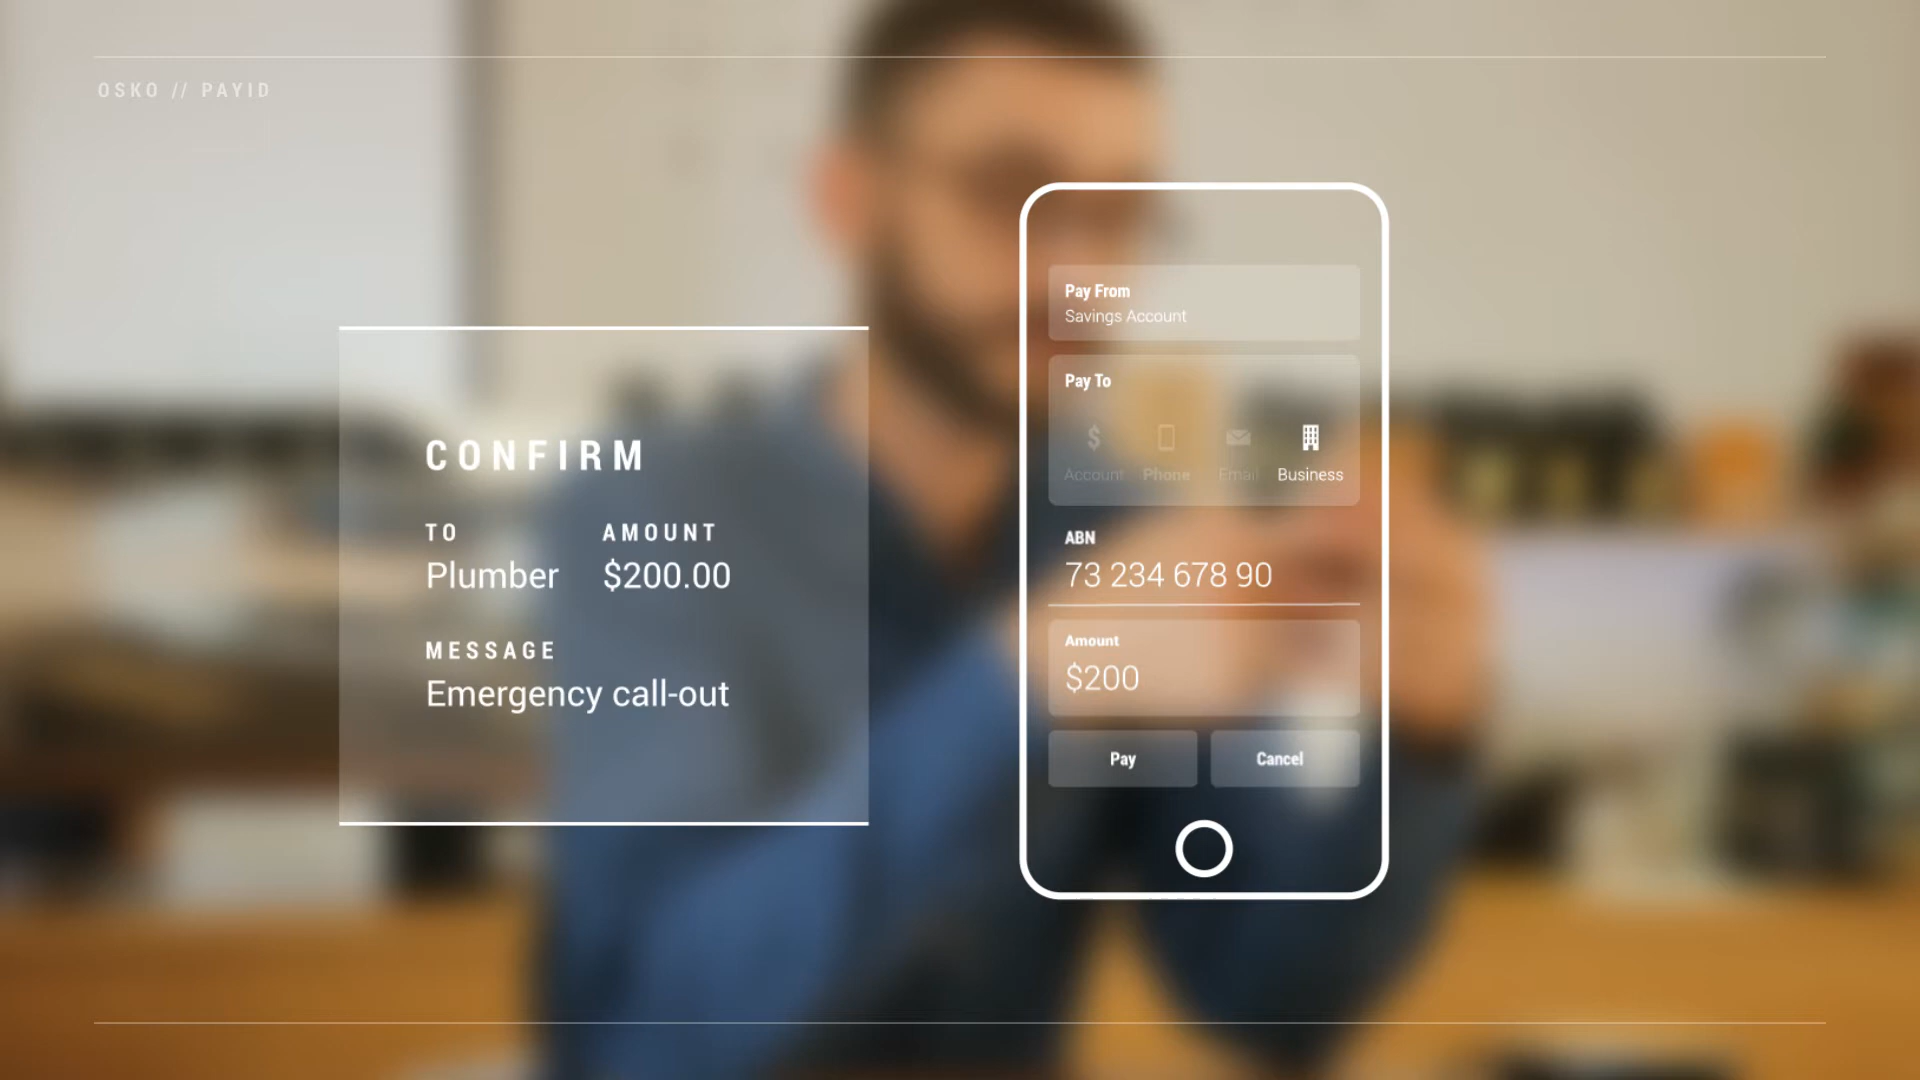 OSKO // PAYID
CONFIRM
TO AMOUNT
Plumber $200.00
MESSAGE
Emergency call-out
Pay From
Savings Account
Pay To
Account Phone Email Business
ABN
73 234 678 90
Amount
$200
Pay Cancel